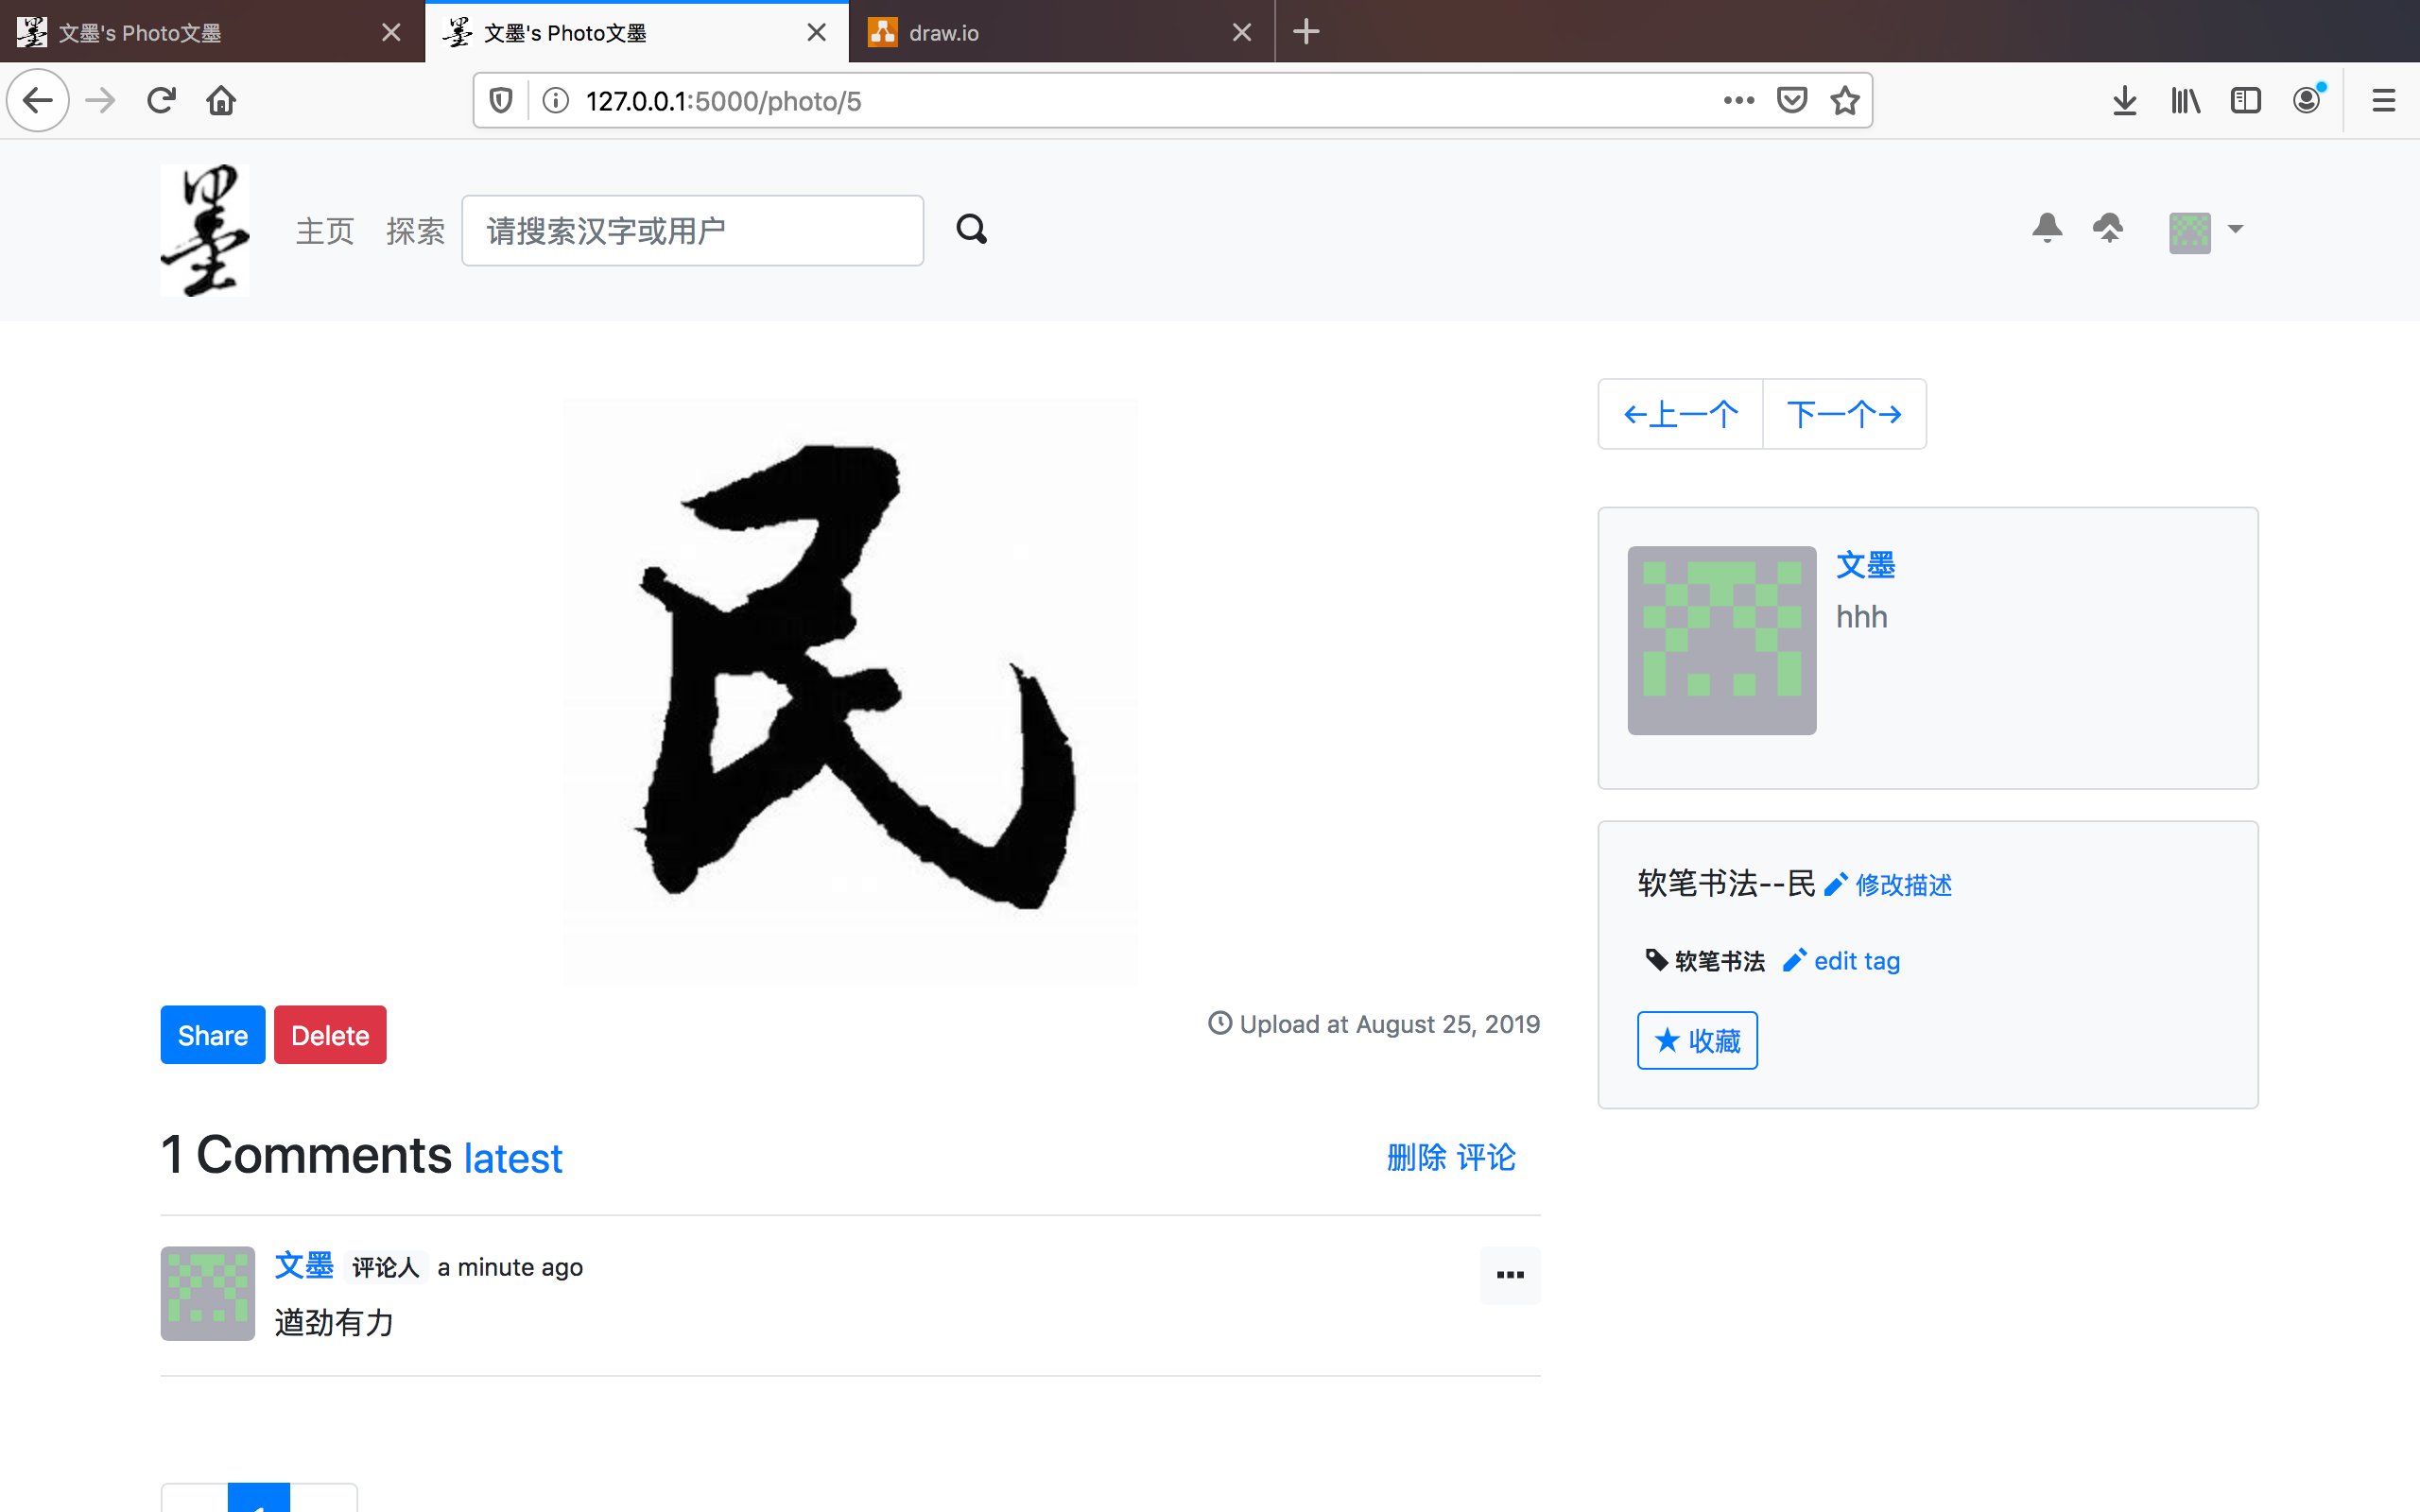 文墨's Photo文墨
文墨's Photo文墨
draw.io
127.0.0.1:5000/photo/5
墨
主页
探索
请搜索汉字或用户
民
←上一个
下一个→
文墨
hhh
软笔书法--民 修改描述
软笔书法 edit tag
★ 收藏
Share
Delete
Upload at August 25, 2019
1 Comments latest
删除 评论
文墨 评论人 a minute ago
遒劲有力
1